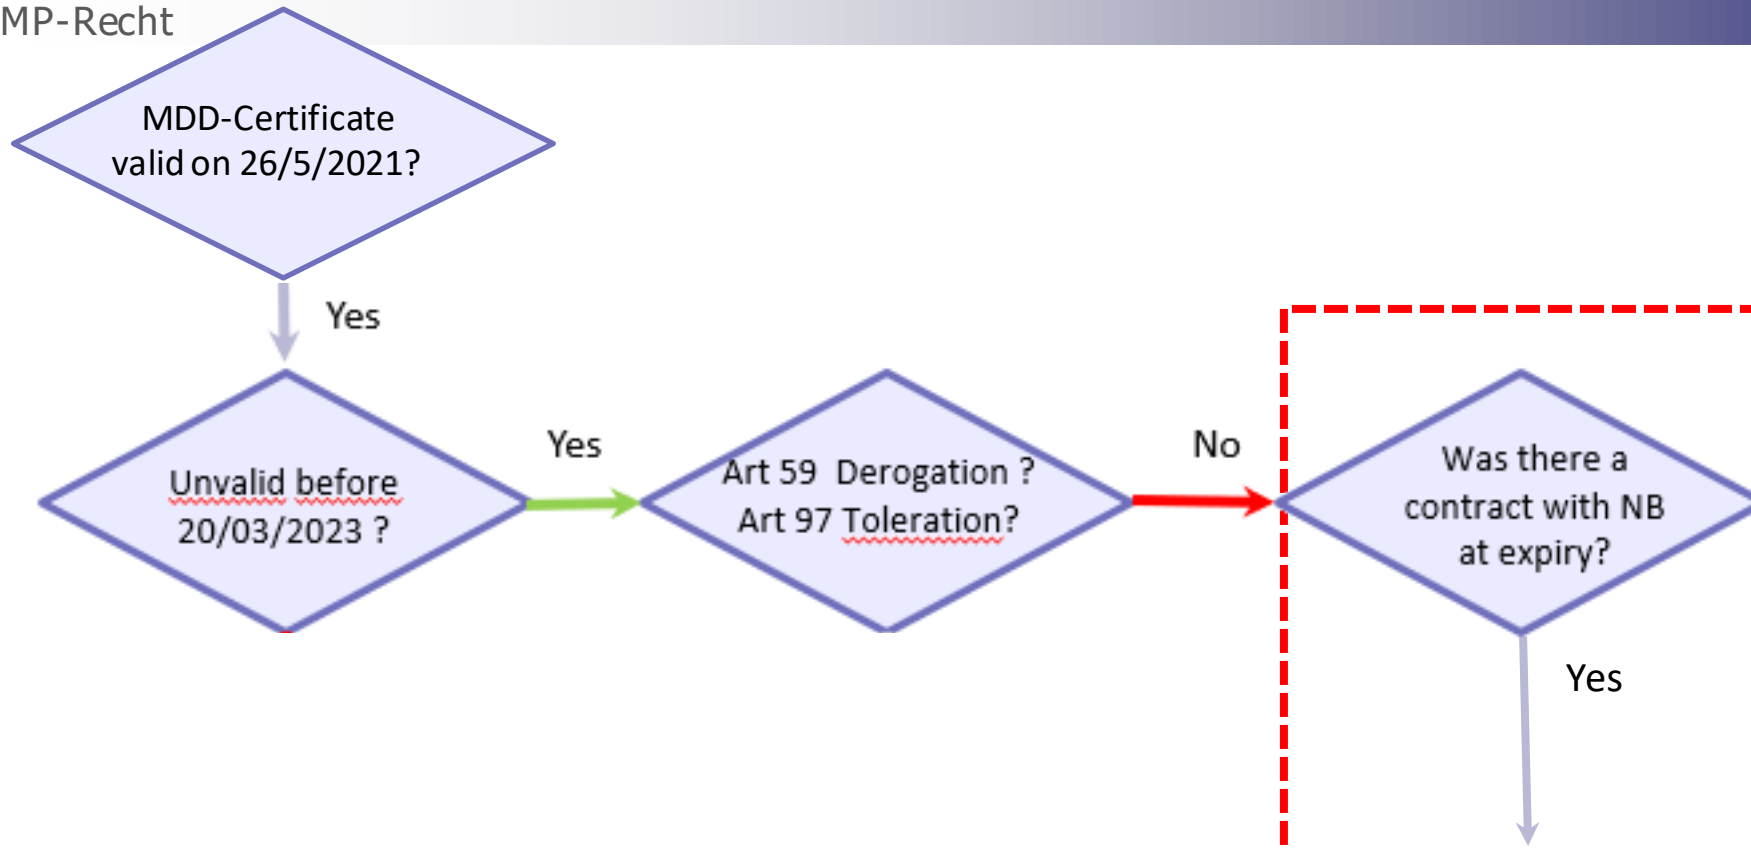 MP-Recht
MDD-Certificate
valid on 26/5/2021?
Yes
Unvalid before
20/03/2023 ?
Yes
Art 59  Derogation ?
Art 97 Toleration?
No
Was there a
contract with NB
at expiry?
Yes